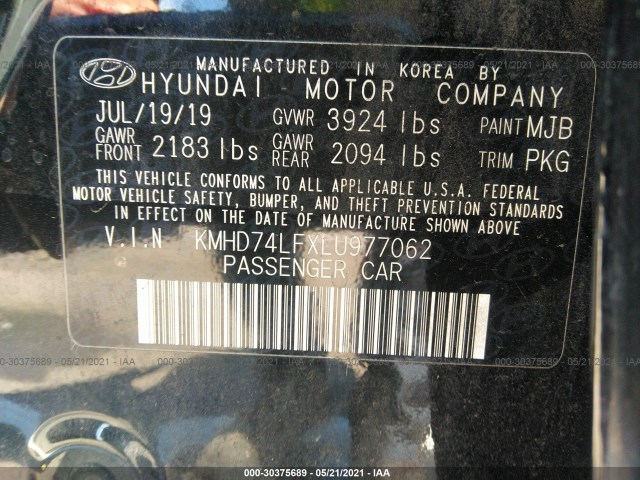 MANUFACTURED IN KOREA BY
HYUNDAI MOTOR COMPANY
JUL/19/19 GVWR 3924 lbs PAINT MJB
GAWR FRONT 2183 lbs GAWR REAR 2094 lbs TRIM PKG
THIS VEHICLE CONFORMS TO ALL APPLICABLE U.S.A. FEDERAL
MOTOR VEHICLE SAFETY, BUMPER, AND THEFT PREVENTION STANDARDS
IN EFFECT ON THE DATE OF MANUFACTURE SHOWN ABOVE.
V.I.N KMHD74LFXLU977062
PASSENGER CAR
000-30375689 - 05/21/2021 - IAA